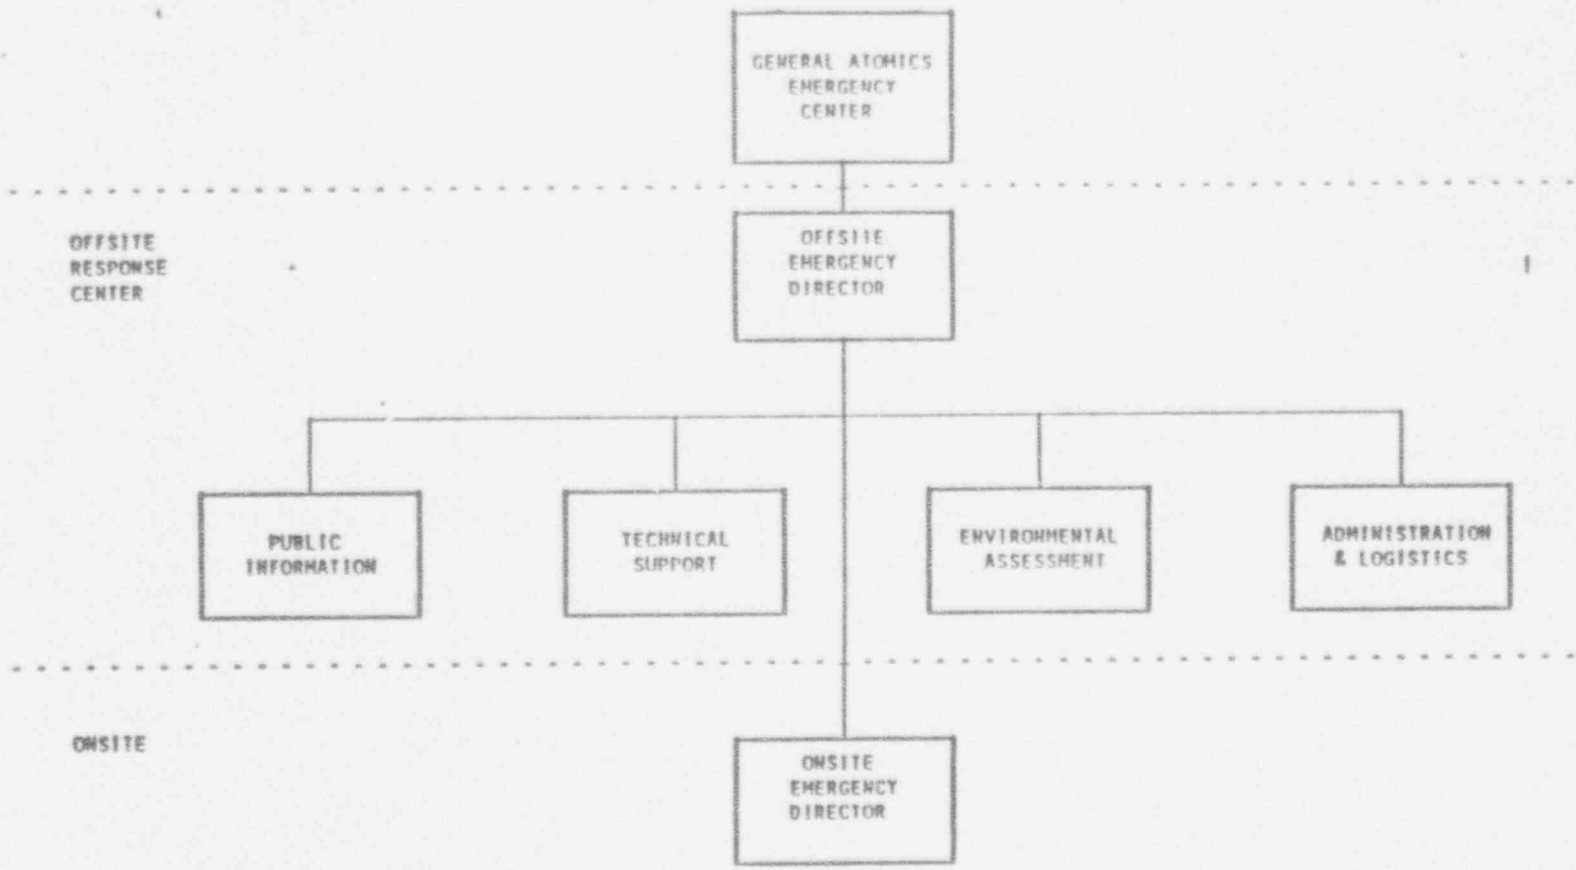 GENERAL ATOMICS
EMERGENCY
CENTER
OFFSITE
RESPONSE
CENTER
OFFSITE
EMERGENCY
DIRECTOR
PUBLIC
INFORMATION
TECHNICAL
SUPPORT
ENVIRONMENTAL
ASSESSMENT
ADMINISTRATION
& LOGISTICS
ONSITE
ONSITE
EMERGENCY
DIRECTOR